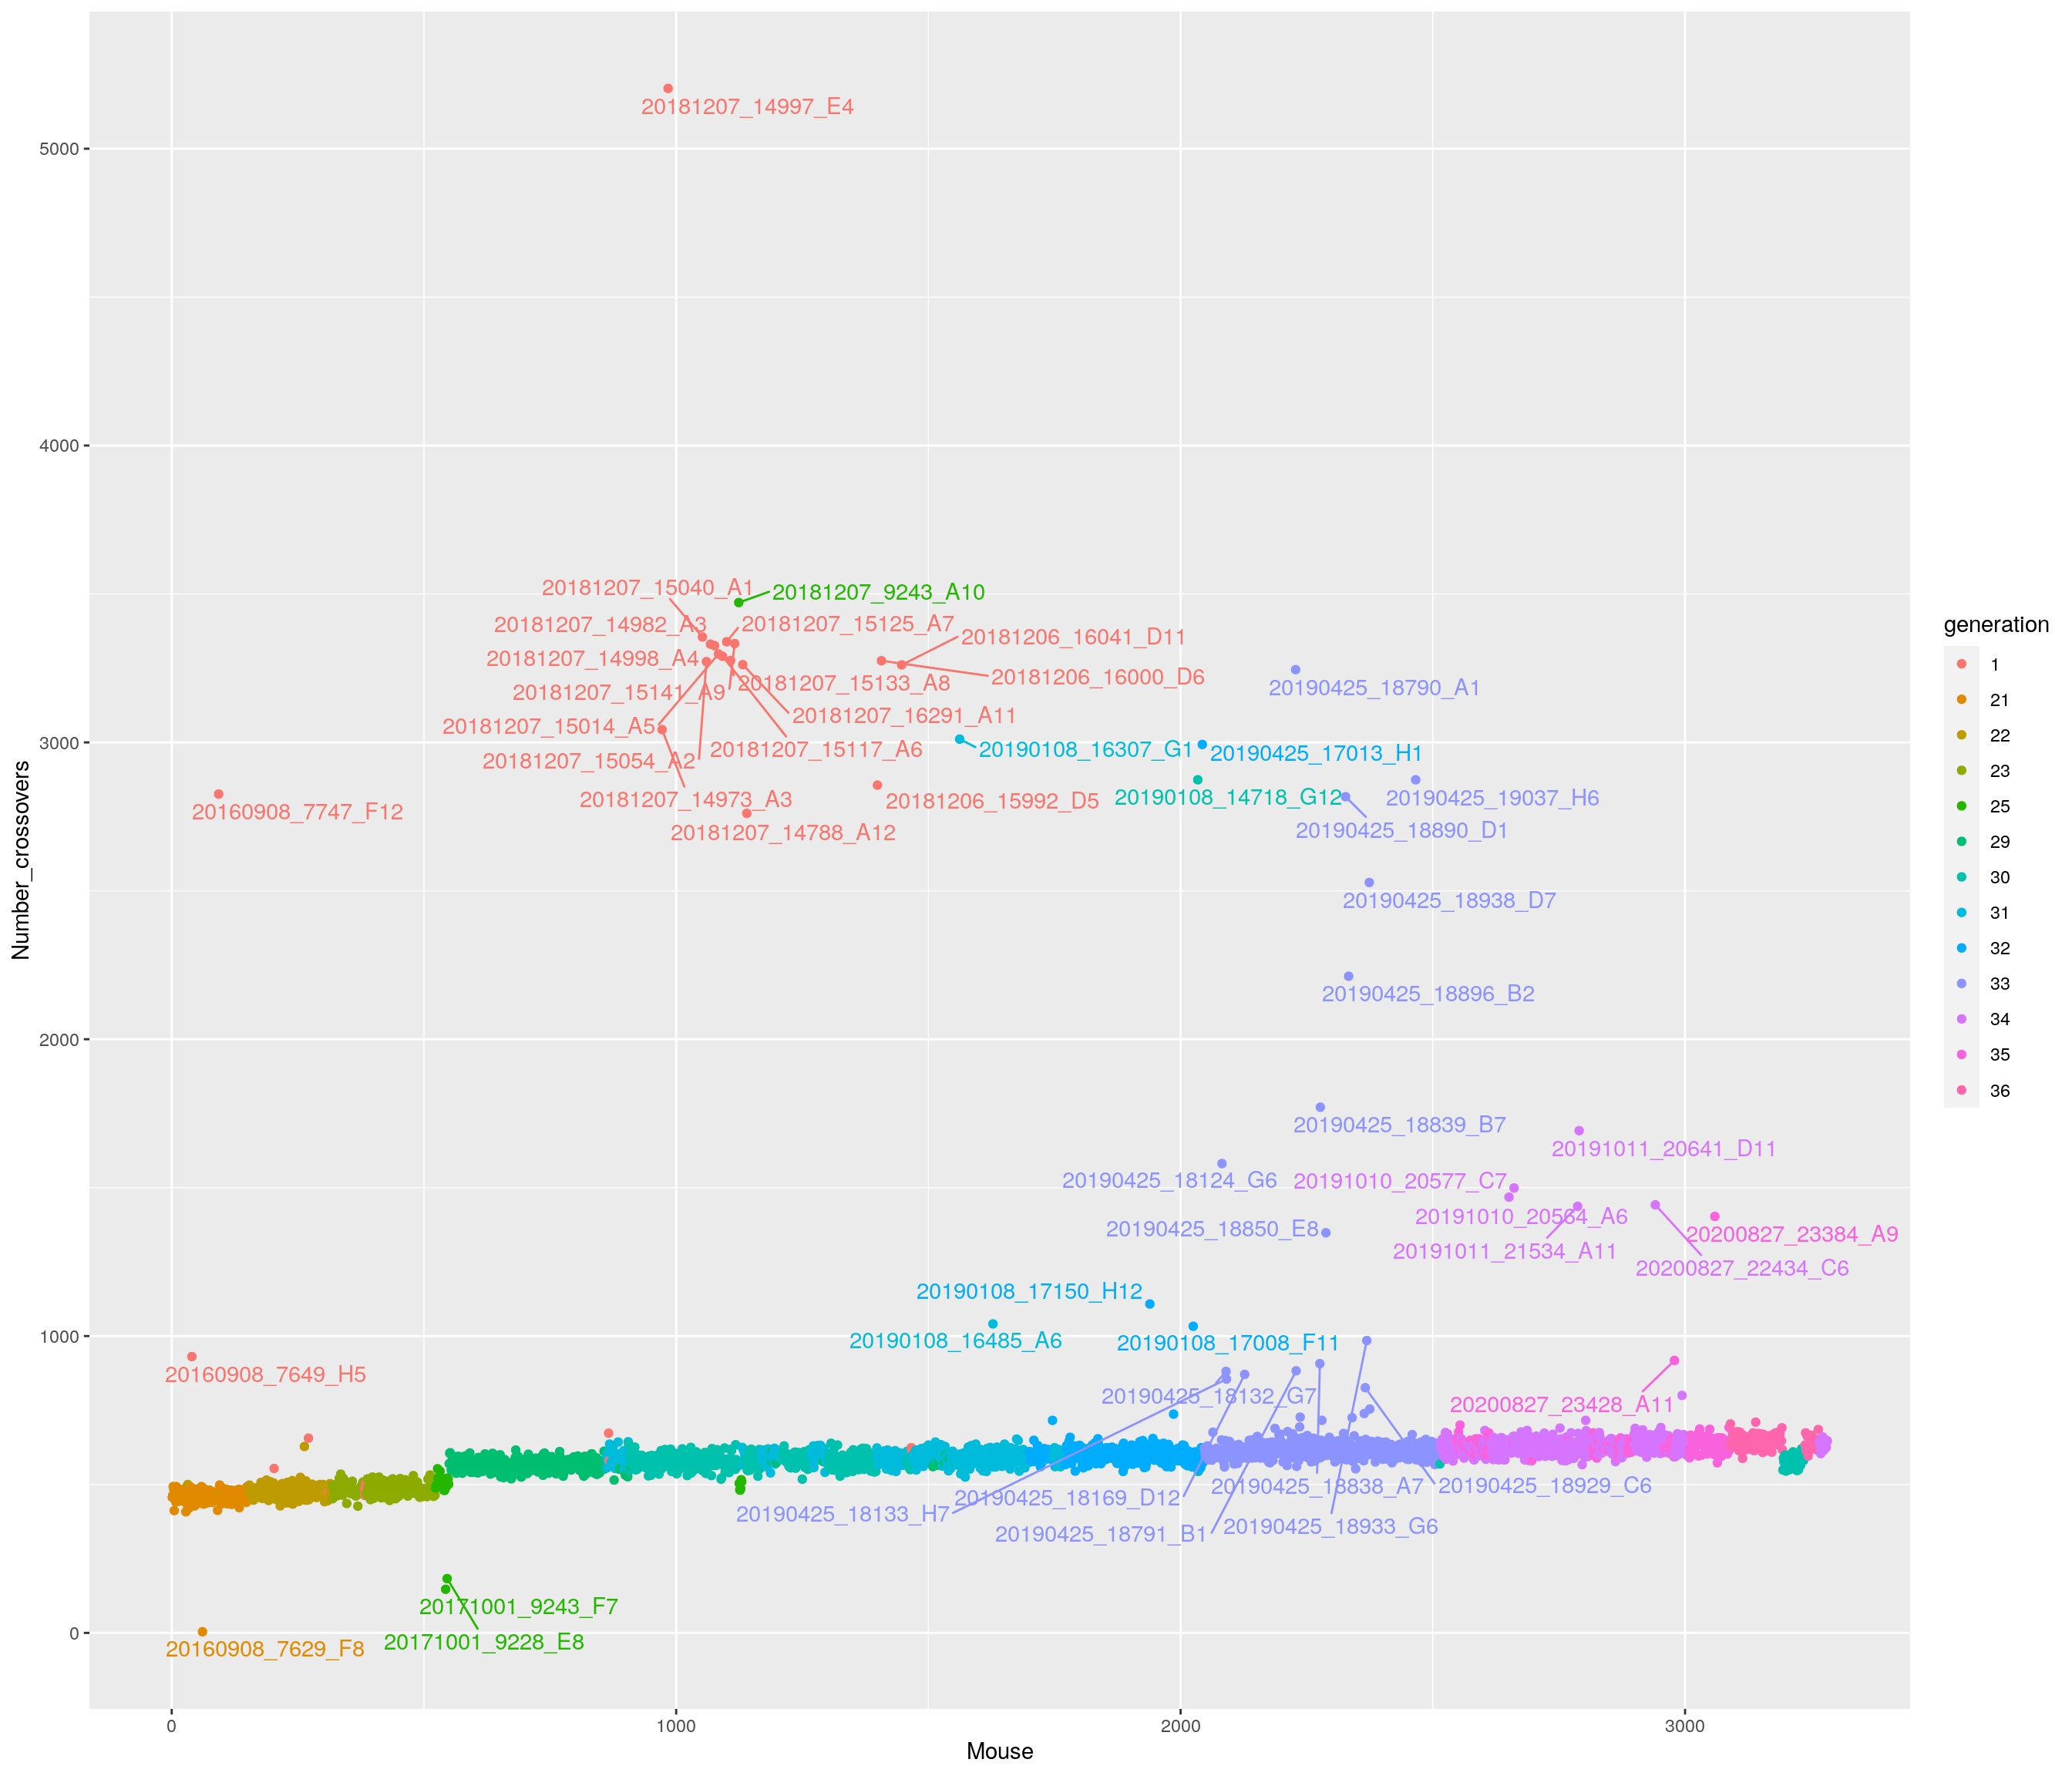 20181207_14997_E4
5000
4000
20181207_15040_A1
20181207_9243_A10
20181207_14982_A3
20181207_15125_A7
20181206_16041_D11
20181207_14998_A4
20181206_16000_D6
20181207_15133_A8
20190425_18790_A1
20181207_15141_A9
20181207_16291_A11
20181207_15014_A5
3000
20181207_15117_A6
20190108_16307_G1
20190425_17013_H1
20181207_15054_A2
20181207_14973_A3
20181206_15992_D5
20190108_14718_G12
20190425_19037_H6
20160908_7747_F12
20181207_14788_A12
20190425_18890_D1
20190425_18938_D7
20190425_18896_B2
2000
20190425_18839_B7
20191011_20641_D11
20190425_18124_G6
20191010_20577_C7
20191010_20564_A6
20190425_18850_E8
20200827_23384_A9
20191011_21534_A11
20200827_22434_C6
20190108_17150_H12
1000
20190108_16485_A6
20190108_17008_F11
20160908_7649_H5
20190425_18132_G7
20200827_23428_A11
20190425_18838_A7
20190425_18929_C6
20190425_18169_D12
20190425_18133_H7
20190425_18933_G6
20190425_18791_B1
20171001_9243_F7
0
20160908_7629_F8
20171001_9228_E8
0
1000
2000
3000
Mouse
Number_crossovers
generation
1
21
22
23
25
29
30
31
32
33
34
35
36